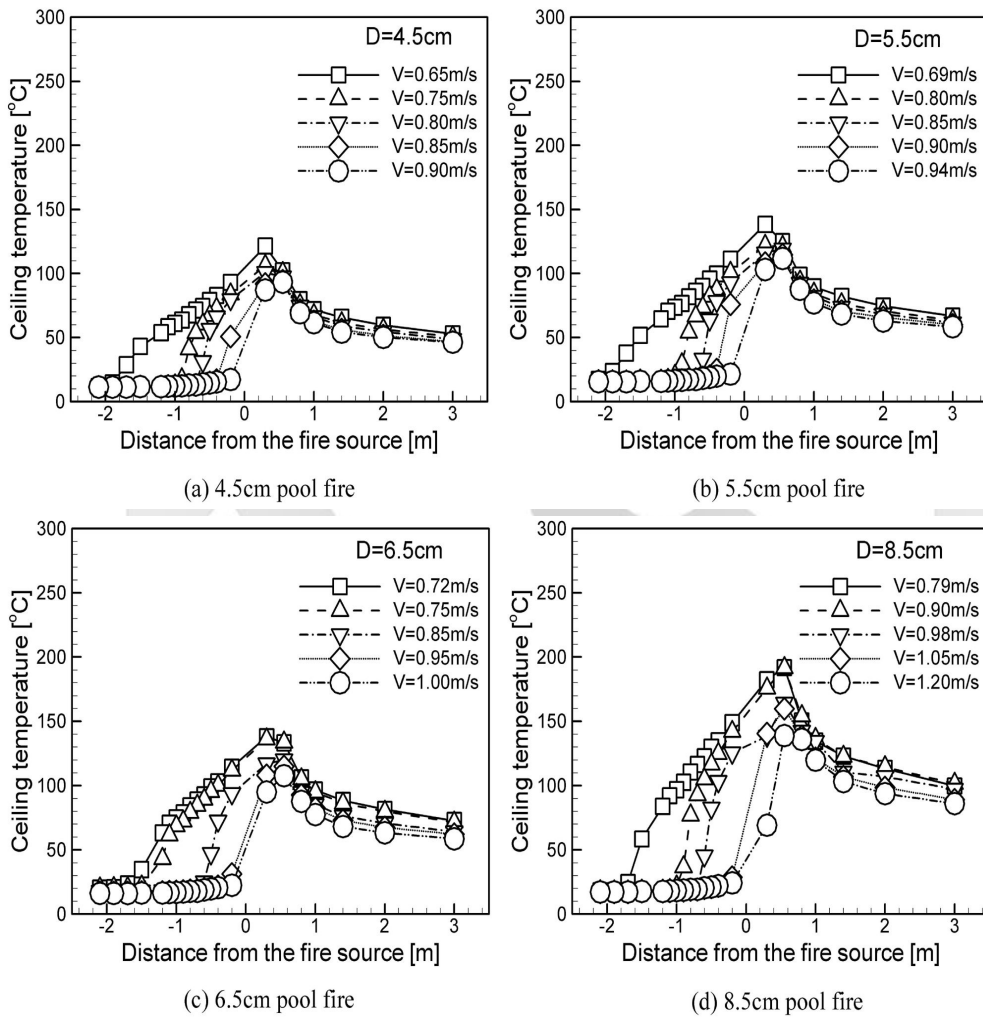 300
250
200
150
100
50
0
Ceiling temperature [°C]
D=4.5cm
V=0.65m/s
V=0.75m/s
V=0.80m/s
V=0.85m/s
V=0.90m/s
-2 -1 0 1 2 3
Distance from the fire source [m]
(a) 4.5cm pool fire
300
250
200
150
100
50
0
Ceiling temperature [°C]
D=5.5cm
V=0.69m/s
V=0.80m/s
V=0.85m/s
V=0.90m/s
V=0.94m/s
-2 -1 0 1 2 3
Distance from the fire source [m]
(b) 5.5cm pool fire
300
250
200
150
100
50
0
Ceiling temperature [°C]
D=6.5cm
V=0.72m/s
V=0.75m/s
V=0.85m/s
V=0.95m/s
V=1.00m/s
-2 -1 0 1 2 3
Distance from the fire source [m]
(c) 6.5cm pool fire
300
250
200
150
100
50
0
Ceiling temperature [°C]
D=8.5cm
V=0.79m/s
V=0.90m/s
V=0.98m/s
V=1.05m/s
V=1.20m/s
-2 -1 0 1 2 3
Distance from the fire source [m]
(d) 8.5cm pool fire